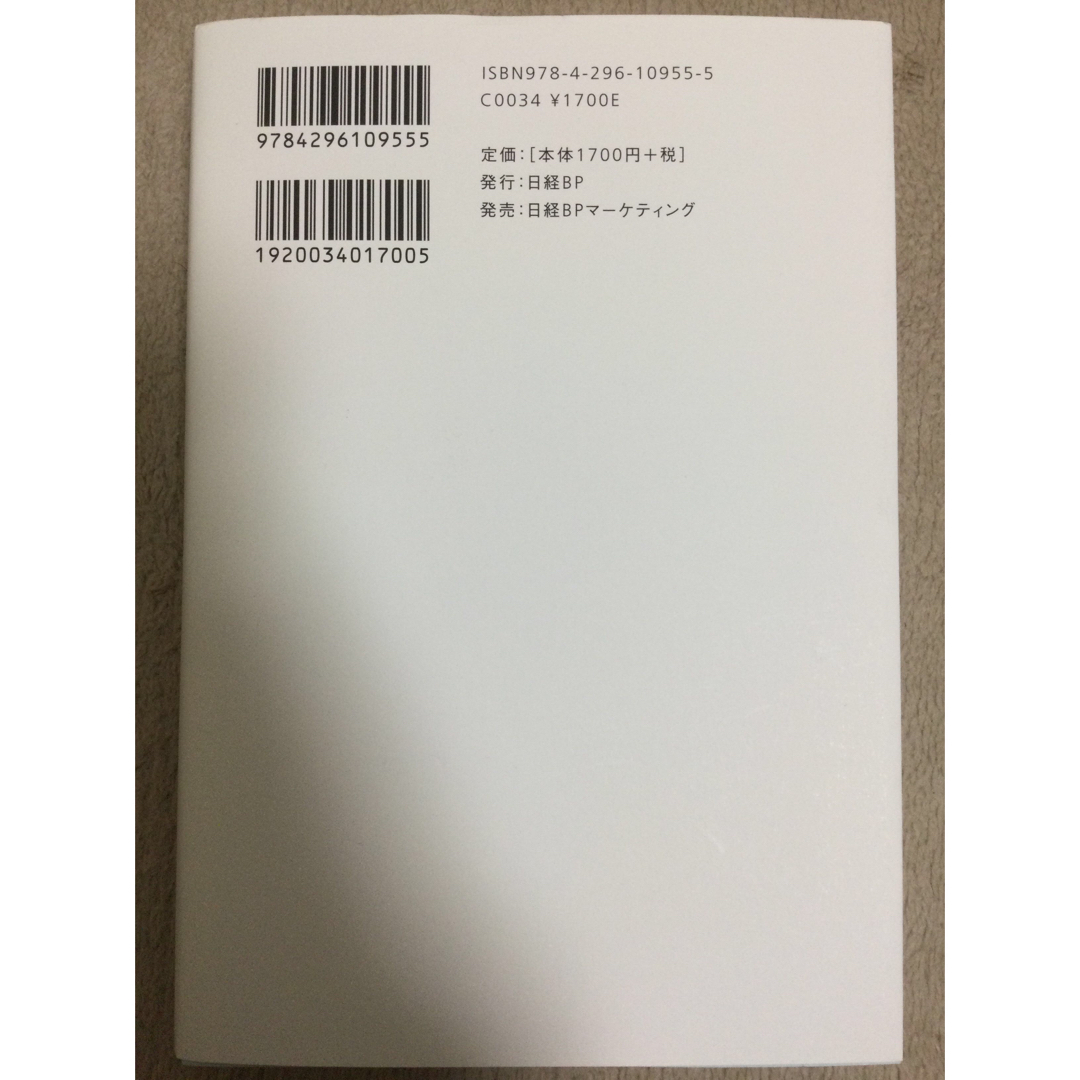 9784296109555
1920034017005
ISBN978-4-296-10955-5
C0034 ¥1700E
定価：[本体1700円＋税]
発行：日経BP
発売：日経BPマーケティング